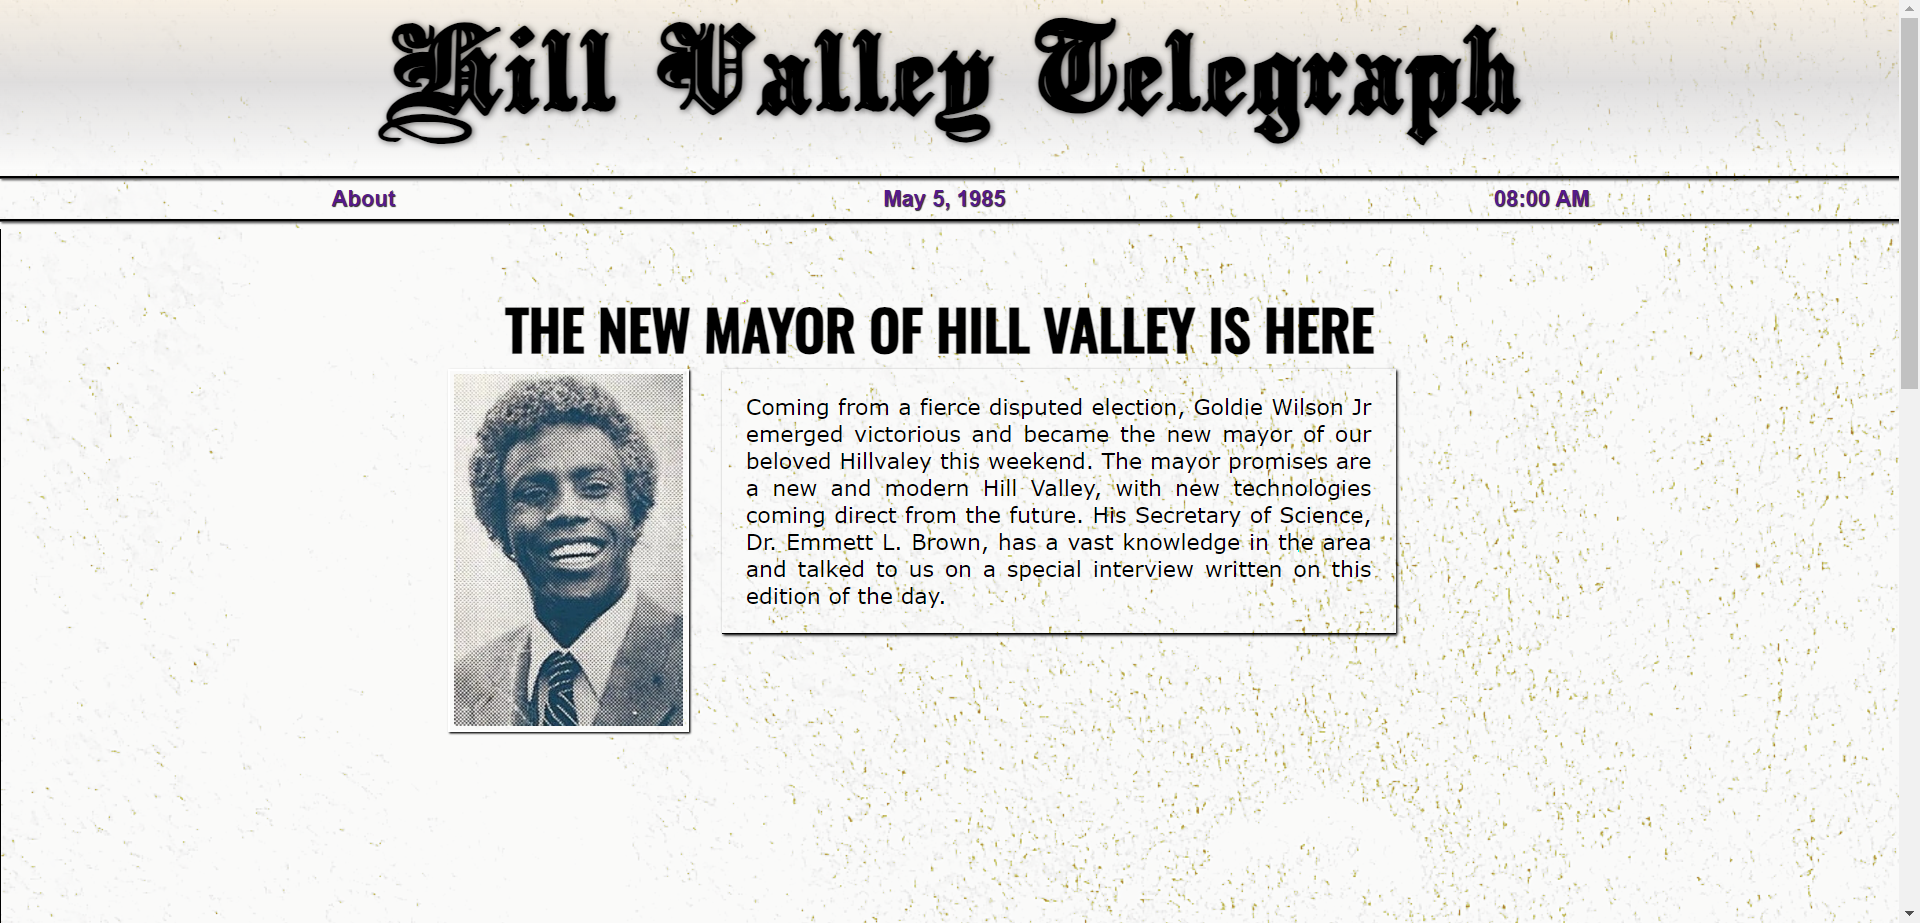 Hill Valley Telegraph
About May 5, 1985 08:00 AM
THE NEW MAYOR OF HILL VALLEY IS HERE
Coming from a fierce disputed election, Goldie Wilson Jr
emerged victorious and became the new mayor of our
beloved Hillvaley this weekend. The mayor promises are
a new and modern Hill Valley, with new technologies
coming direct from the future. His Secretary of Science,
Dr. Emmett L. Brown, has a vast knowledge in the area
and talked to us on a special interview written on this
edition of the day.